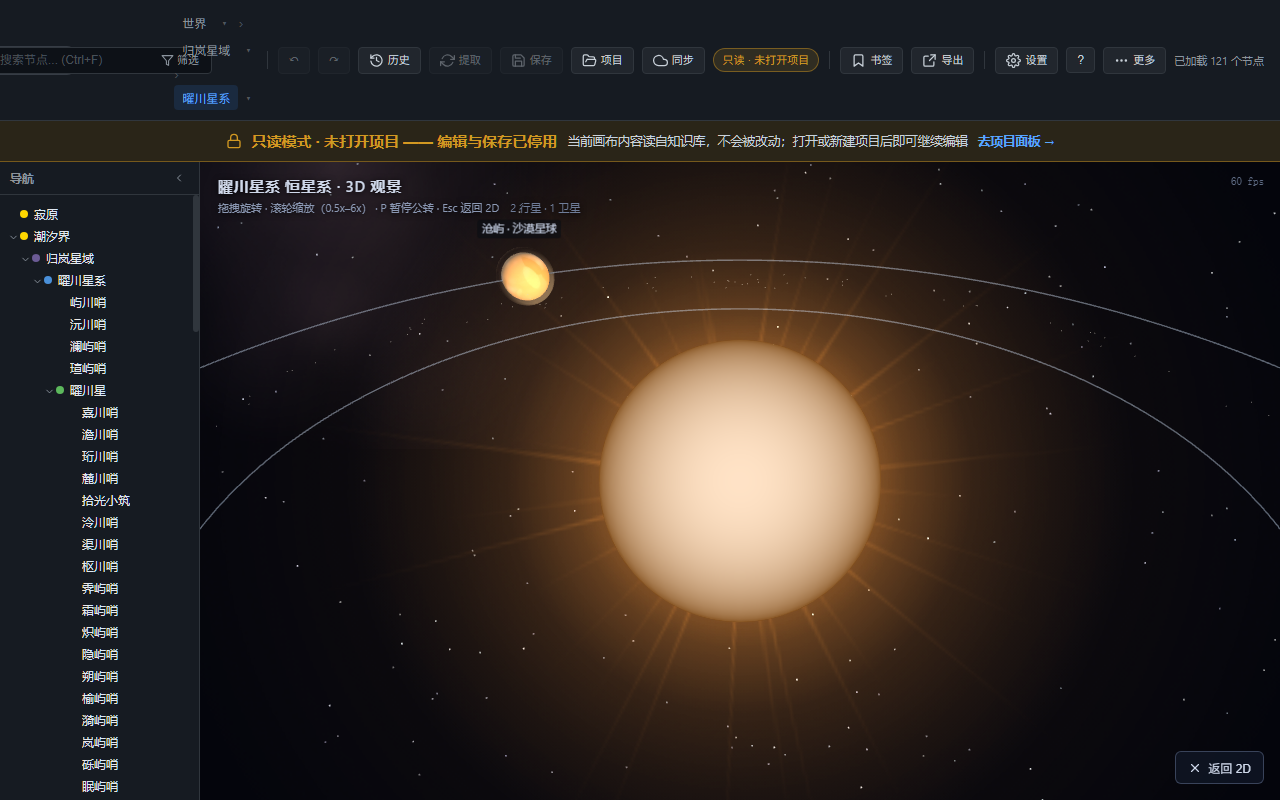 世界
搜索节点... (Ctrl+F)
筛选
归岚星域
曜川星系
历史
提取
保存
项目
同步
只读 · 未打开项目
书签
导出
设置
?
更多
已加载 121 个节点
只读模式 · 未打开项目 —— 编辑与保存已停用 当前画布内容读自知识库，不会被改动；打开或新建项目后即可继续编辑 去项目面板 →
导航
寂原
潮汐界
归岚星域
曜川星系
屿川哨
沅川哨
澜屿哨
瑄屿哨
曜川星
熹川哨
澹川哨
珩川哨
麓川哨
拾光小筑
泠川哨
渠川哨
枢川哨
霁屿哨
霜屿哨
炽屿哨
隐屿哨
朔屿哨
榆屿哨
漪屿哨
岚屿哨
砾屿哨
眠屿哨
曜川星系 恒星系 · 3D 观景
拖拽旋转 · 滚轮缩放（0.5x–6x） · P 暂停公转 · Esc 返回 2D 2 行星 · 1 卫星
60 fps
沧屿 · 沙漠星球
返回 2D